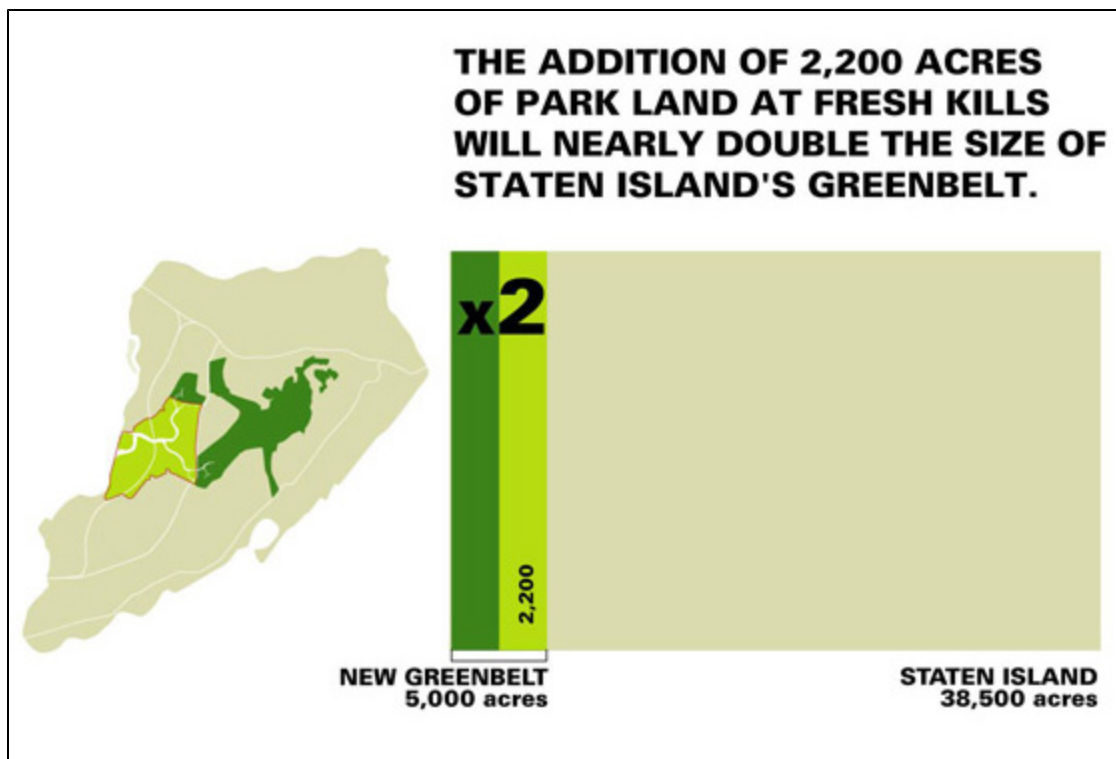 THE ADDITION OF 2,200 ACRES
OF PARK LAND AT FRESH KILLS
WILL NEARLY DOUBLE THE SIZE OF
STATEN ISLAND'S GREENBELT.
x2
2,200
NEW GREENBELT
5,000 acres
STATEN ISLAND
38,500 acres